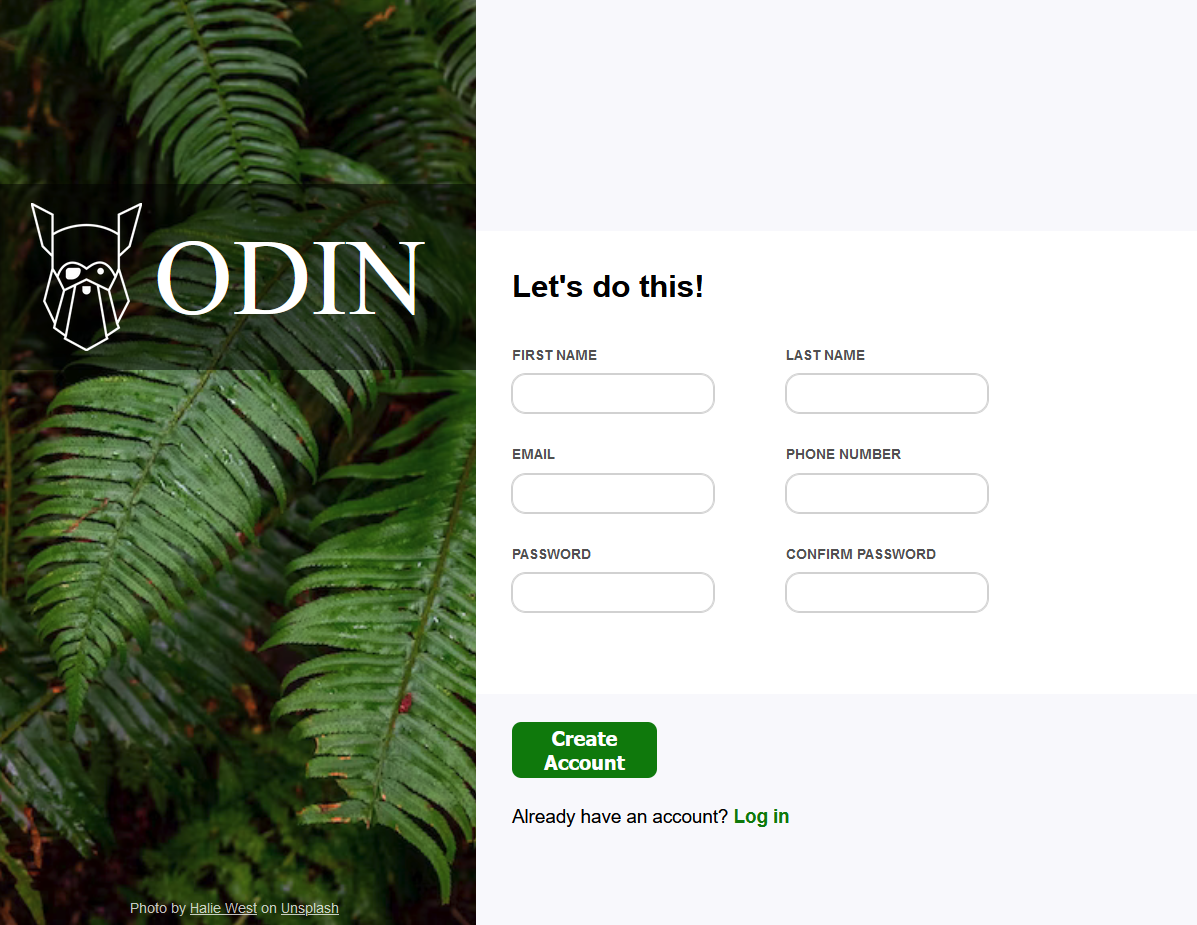 ODIN
Photo by Halie West on Unsplash
Let's do this!
FIRST NAME
LAST NAME
EMAIL
PHONE NUMBER
PASSWORD
CONFIRM PASSWORD
Create
Account
Already have an account? Log in